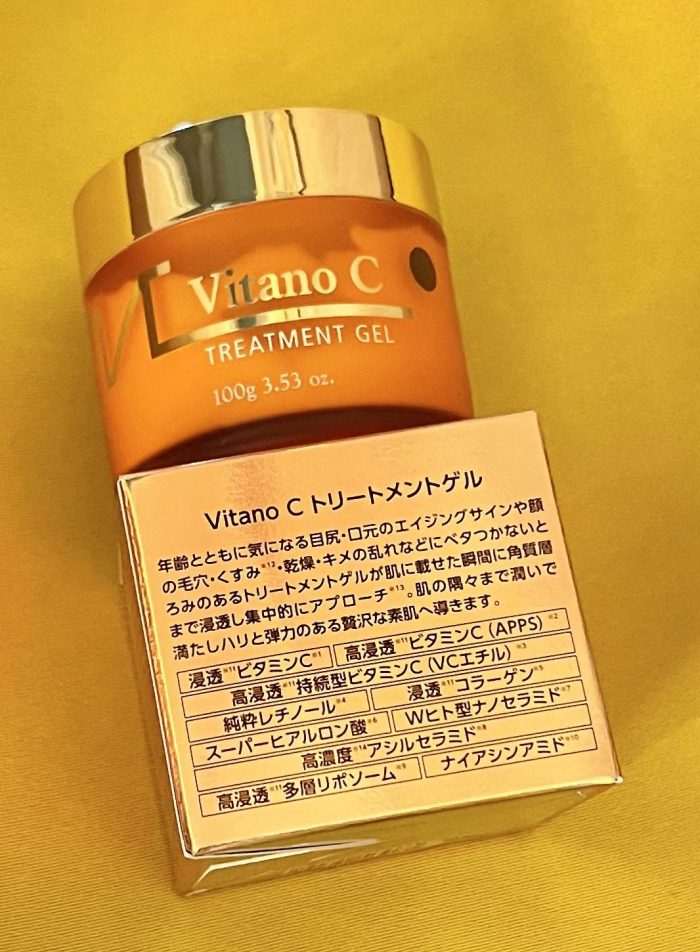 VC
Vitano C
TREATMENT GEL
100g 3.53 oz.
Vitano C トリートメントゲル
年齢とともに気になる目尻・口元のエイジングサインや顔
の毛穴・くすみ※12・乾燥・キメの乱れなどにベタつかないと
ろみのあるトリートメントゲルが肌に載せた瞬間に角質層
まで浸透し集中的にアプローチ※13。肌の隅々まで潤いで
満たしハリと弾力のある贅沢な素肌へ導きます。
浸透※11ビタミンC※1 高浸透※11ビタミンC (APPS)※2
高浸透※11持続型ビタミンC (VCエチル)※3
純粋レチノール※4 浸透※11コラーゲン※5
スーパーヒアルロン酸※6 Wヒト型ナノセラミド※7
高濃度※14アシルセラミド※8
高浸透※11多層リポソーム※9 ナイアシンアミド※10